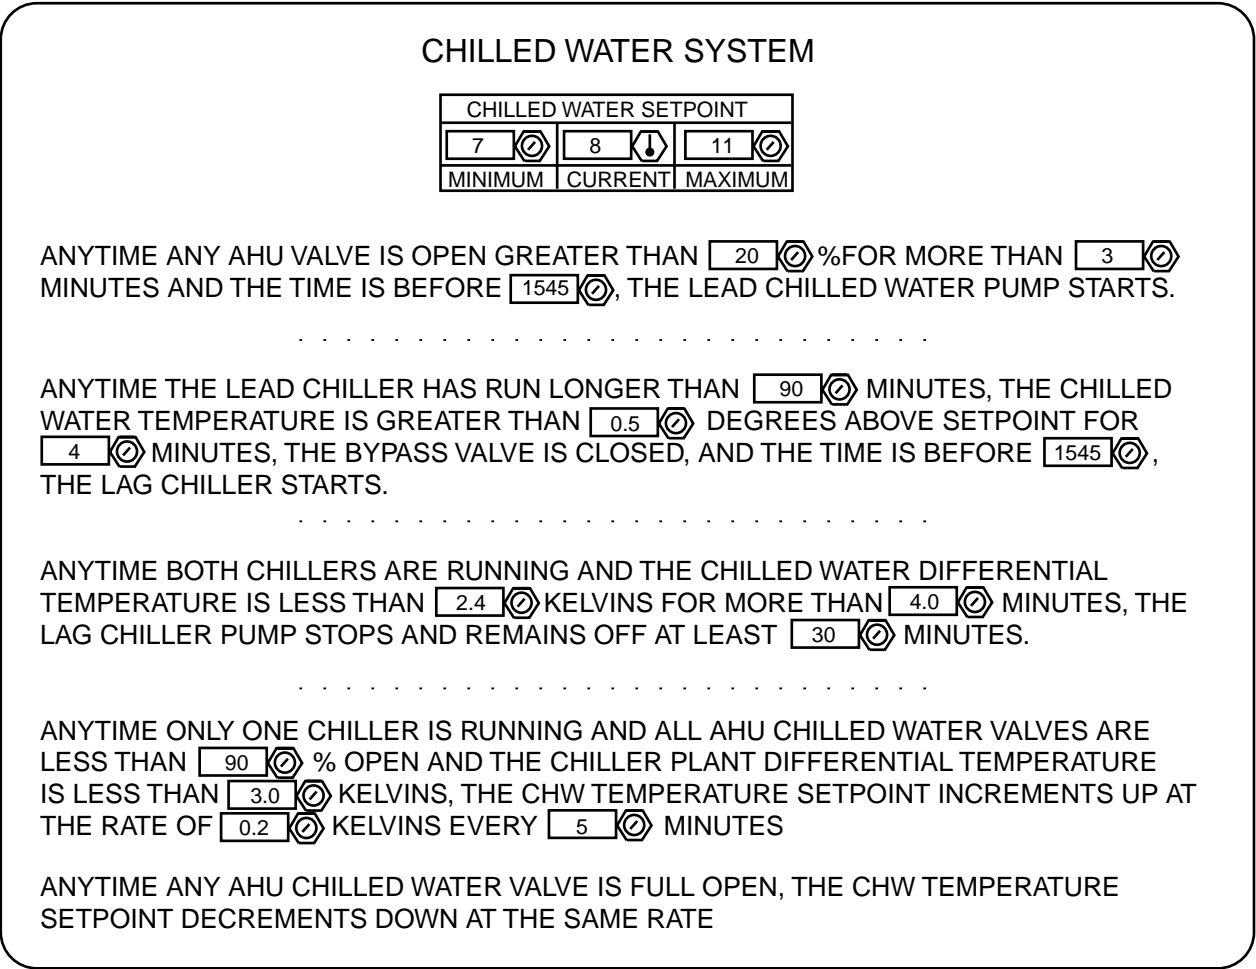 CHILLED WATER SYSTEM
CHILLED WATER SETPOINT
7 8 11
MINIMUM CURRENT MAXIMUM
ANYTIME ANY AHU VALVE IS OPEN GREATER THAN 20 %FOR MORE THAN 3
MINUTES AND THE TIME IS BEFORE 1545, THE LEAD CHILLED WATER PUMP STARTS.
. . . . . . . . . . . . . . . . . . . . . . . . . . .
ANYTIME THE LEAD CHILLER HAS RUN LONGER THAN 90 MINUTES, THE CHILLED
WATER TEMPERATURE IS GREATER THAN 0.5 DEGREES ABOVE SETPOINT FOR
4 MINUTES, THE BYPASS VALVE IS CLOSED, AND THE TIME IS BEFORE 1545 ,
THE LAG CHILLER STARTS.
. . . . . . . . . . . . . . . . . . . . . . . . . . .
ANYTIME BOTH CHILLERS ARE RUNNING AND THE CHILLED WATER DIFFERENTIAL
TEMPERATURE IS LESS THAN 2.4 KELVINS FOR MORE THAN 4.0 MINUTES, THE
LAG CHILLER PUMP STOPS AND REMAINS OFF AT LEAST 30 MINUTES.
. . . . . . . . . . . . . . . . . . . . . . . . . . .
ANYTIME ONLY ONE CHILLER IS RUNNING AND ALL AHU CHILLED WATER VALVES ARE
LESS THAN 90 % OPEN AND THE CHILLER PLANT DIFFERENTIAL TEMPERATURE
IS LESS THAN 3.0 KELVINS, THE CHW TEMPERATURE SETPOINT INCREMENTS UP AT
THE RATE OF 0.2 KELVINS EVERY 5 MINUTES
ANYTIME ANY AHU CHILLED WATER VALVE IS FULL OPEN, THE CHW TEMPERATURE
SETPOINT DECREMENTS DOWN AT THE SAME RATE